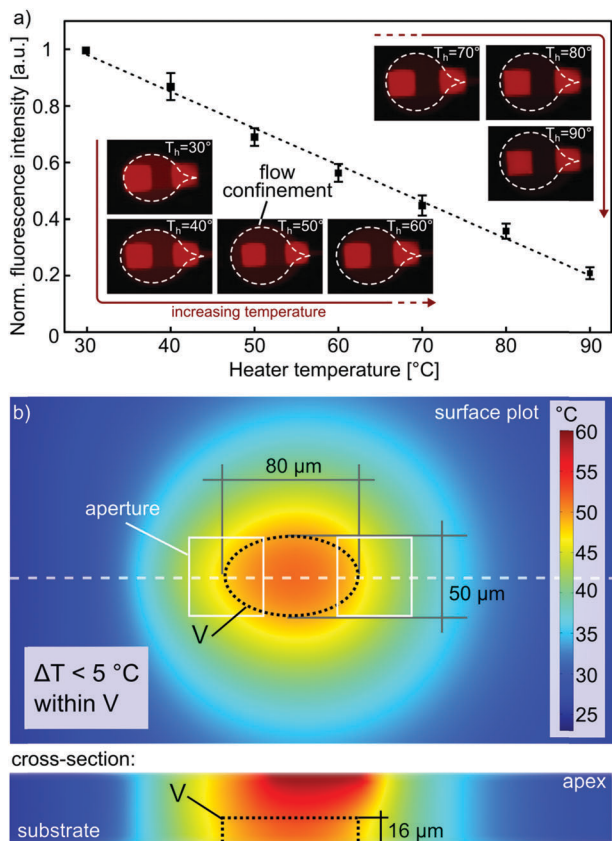 a)
Norm. fluorescence intensity [a.u.]
1
0.8
0.6
0.4
0.2
0
30
40
50
60
70
80
90
Heater temperature [°C]
Th=70°
Th=80°
Th=90°
Th=30°
flow
confinement
Th=40°
Th=50°
Th=60°
increasing temperature
b)
surface plot
°C
60
55
50
45
40
35
30
25
80 µm
aperture
50 µm
V
ΔT < 5 °C
within V
cross-section:
V
apex
substrate
16 µm